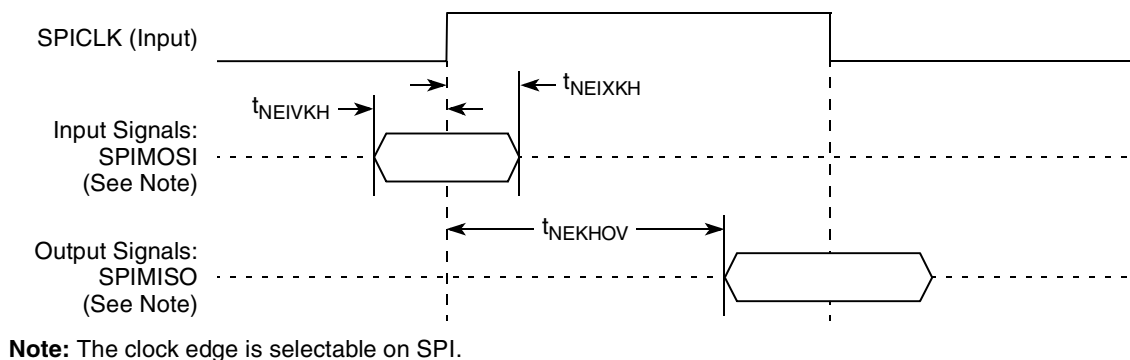 SPICLK (Input)
tNEIXKH
tNEIVKH
Input Signals:
SPIMOSI
(See Note)
tNEKHOV
Output Signals:
SPIMISO
(See Note)
Note: The clock edge is selectable on SPI.